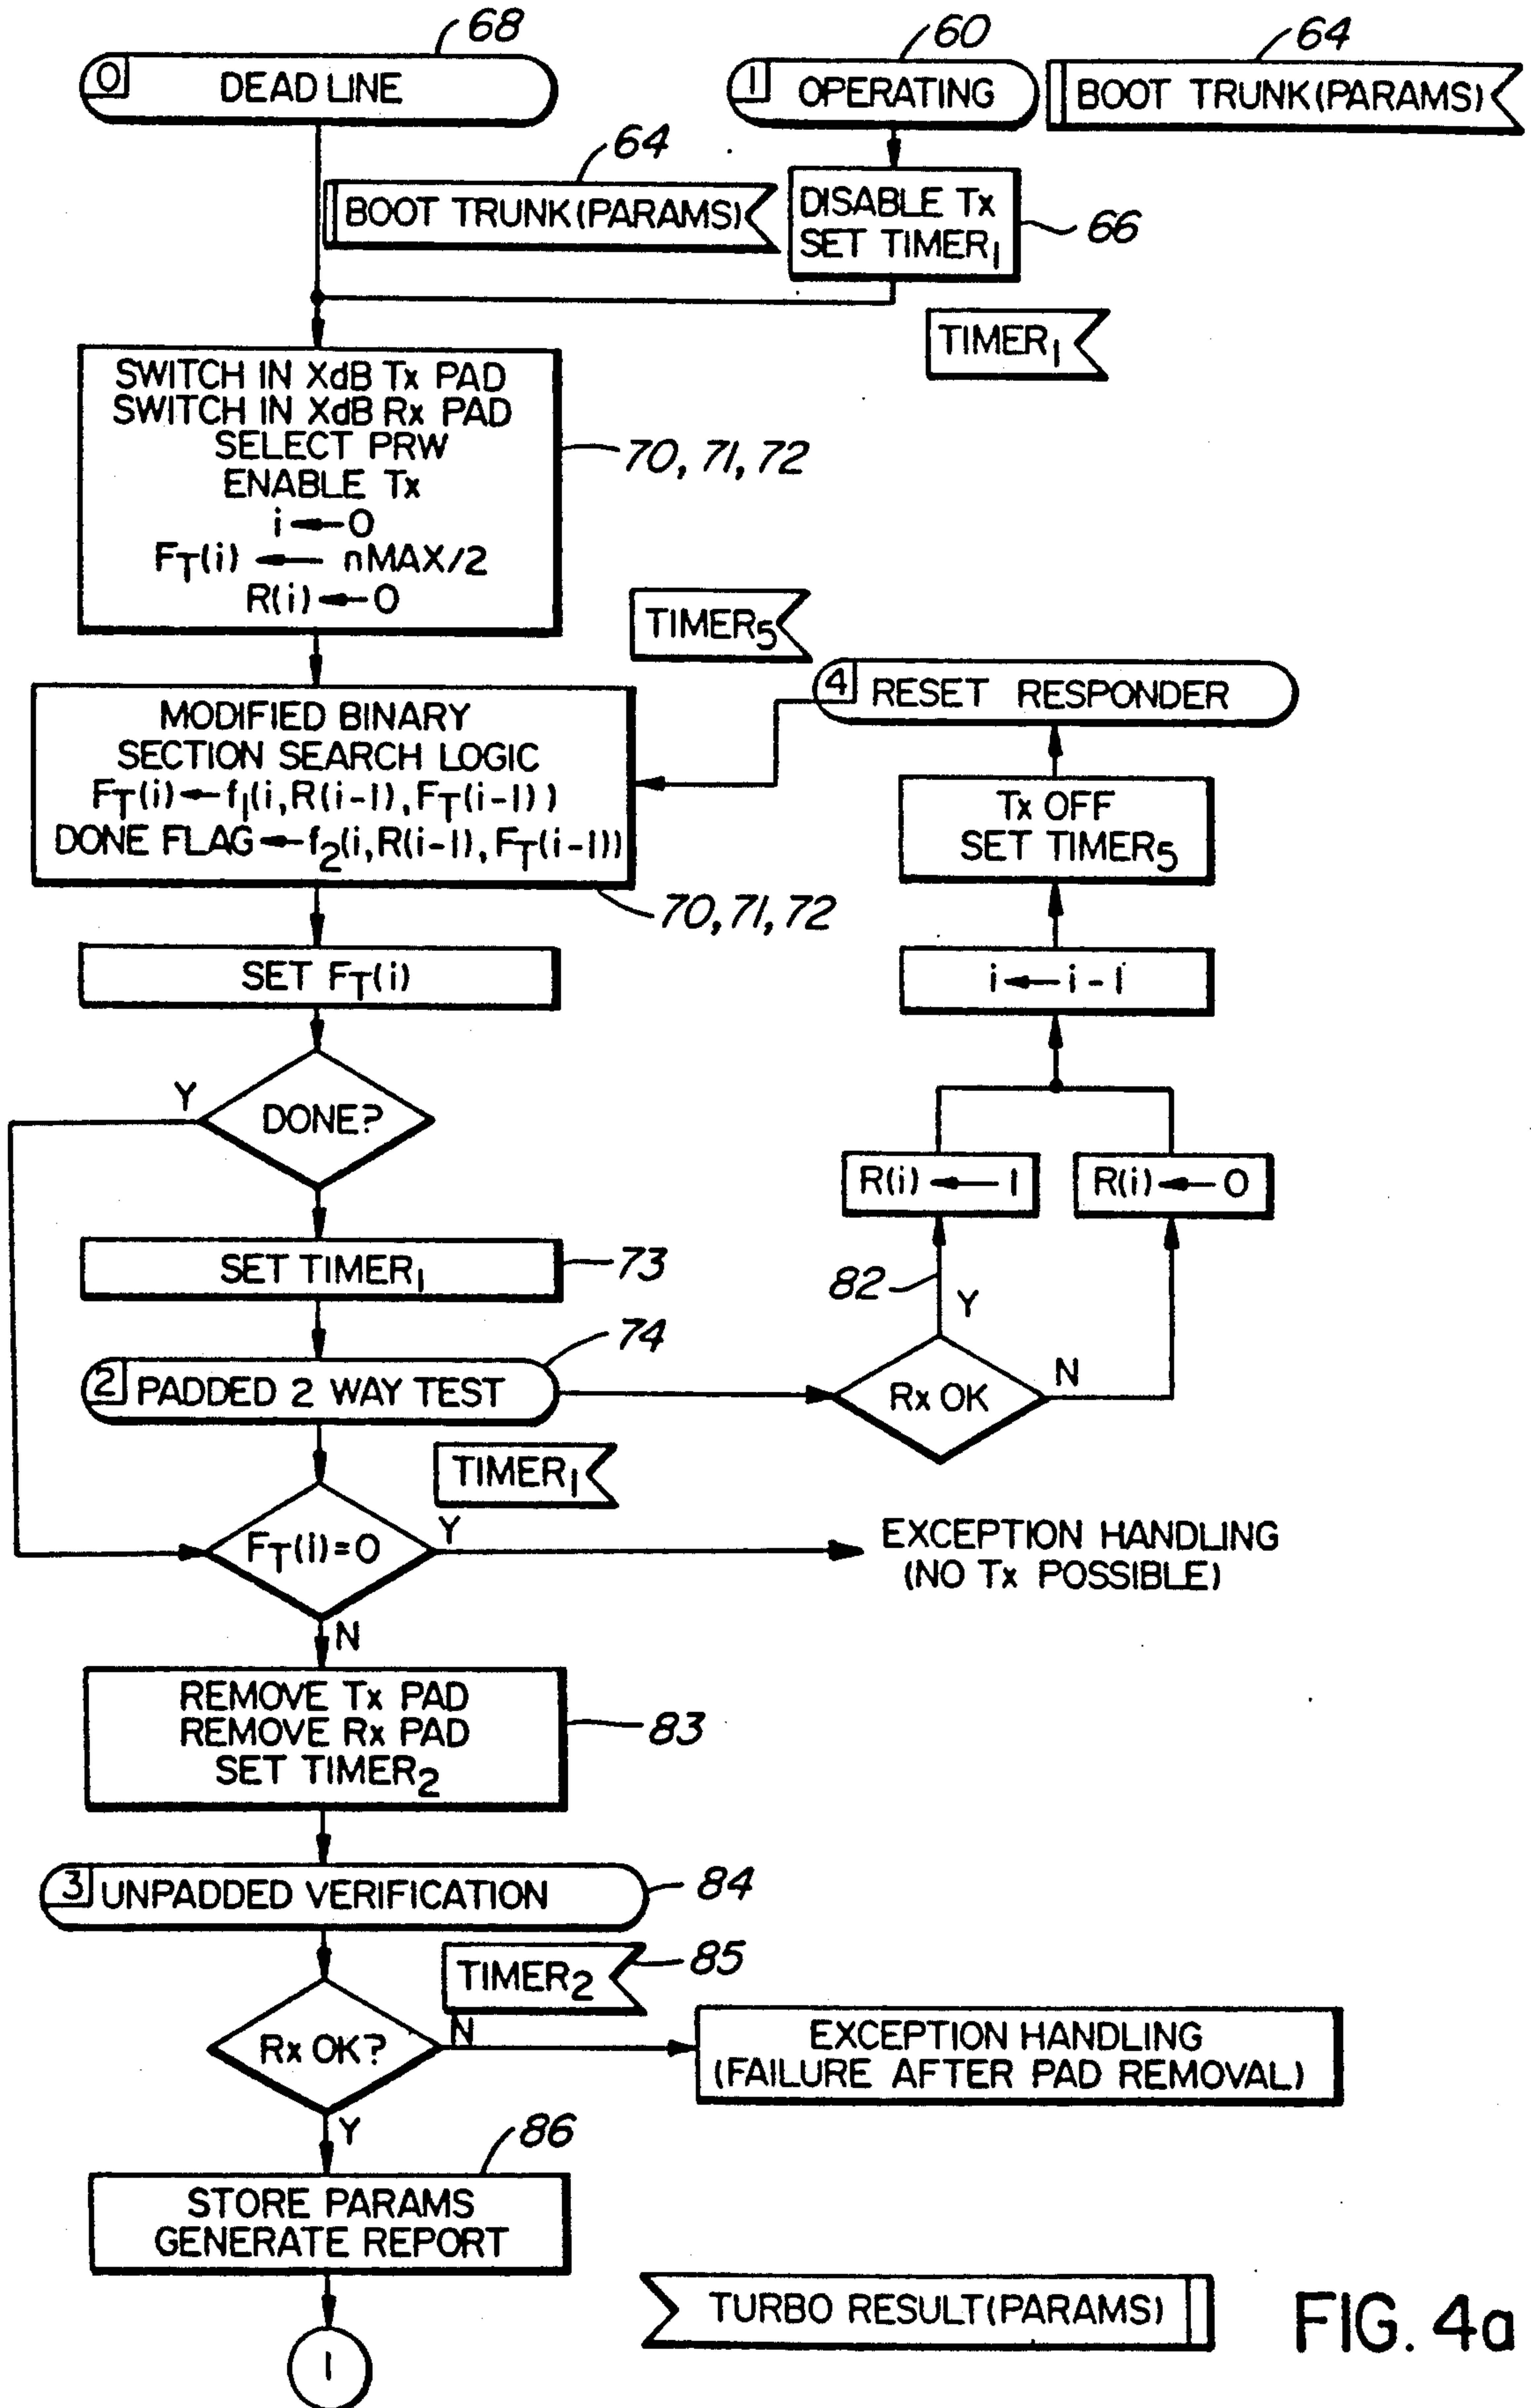 68
60
64
0 DEAD LINE
1 OPERATING
BOOT TRUNK(PARAMS)
64
BOOT TRUNK(PARAMS)
DISABLE Tx
SET TIMER1
66
TIMER1
SWITCH IN XdB Tx PAD
SWITCH IN XdB Rx PAD
SELECT PRW
ENABLE Tx
i ← 0
FT(i) ← nMAX/2
R(i) ← 0
70, 71, 72
TIMER5
4 RESET RESPONDER
MODIFIED BINARY
SECTION SEARCH LOGIC
FT(i) ← f1(i, R(i-1), FT(i-1))
DONE FLAG ← f2(i, R(i-1), FT(i-1))
70, 71, 72
Tx OFF
SET TIMER5
SET FT(i)
i ← i-1
Y
DONE?
R(i) ← 1
R(i) ← 0
SET TIMER1
73
82
Y
74
2 PADDED 2 WAY TEST
Rx OK
N
TIMER1
FT(i)=0
Y
EXCEPTION HANDLING
(NO Tx POSSIBLE)
N
REMOVE Tx PAD
REMOVE Rx PAD
SET TIMER2
83
3 UNPADDED VERIFICATION
84
TIMER2
85
Rx OK?
N
EXCEPTION HANDLING
(FAILURE AFTER PAD REMOVAL)
Y
86
STORE PARAMS
GENERATE REPORT
TURBO RESULT(PARAMS)
1
FIG. 4a